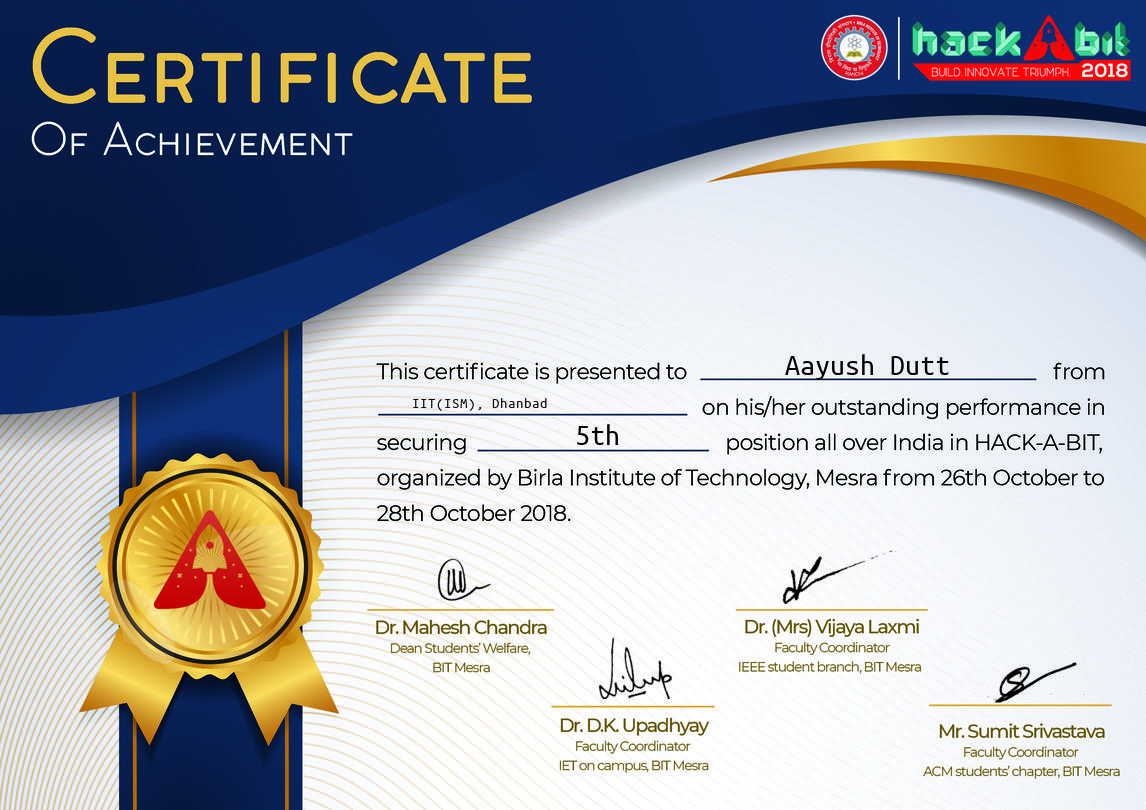 CERTIFICATE
OF ACHIEVEMENT
RANCHI
hackAbit
BUILD. INNOVATE. TRIUMPH. 2018
This certificate is presented to Aayush Dutt from
IIT(ISM), Dhanbad on his/her outstanding performance in
securing 5th position all over India in HACK-A-BIT,
organized by Birla Institute of Technology, Mesra from 26th October to
28th October 2018.
Dr. Mahesh Chandra
Dean Students' Welfare,
BIT Mesra
Dr. (Mrs) Vijaya Laxmi
Faculty Coordinator
IEEE student branch, BIT Mesra
Dr. D.K. Upadhyay
Faculty Coordinator
IET on campus, BIT Mesra
Mr. Sumit Srivastava
Faculty Coordinator
ACM students' chapter, BIT Mesra